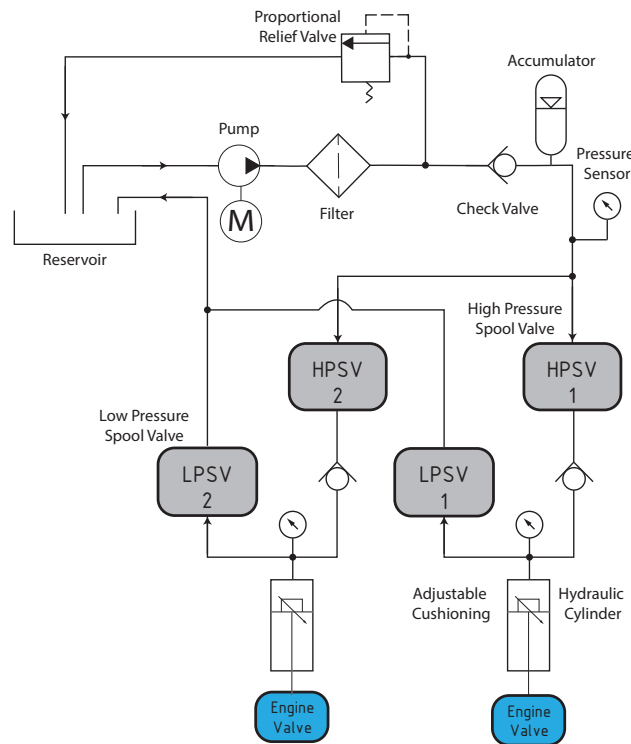 Proportional
Relief Valve
Accumulator
Pump
Pressure
Sensor
M
Filter
Check Valve
Reservoir
High Pressure
Spool Valve
HPSV
2
HPSV
1
Low Pressure
Spool Valve
LPSV
2
LPSV
1
Adjustable
Cushioning
Hydraulic
Cylinder
Engine
Valve
Engine
Valve